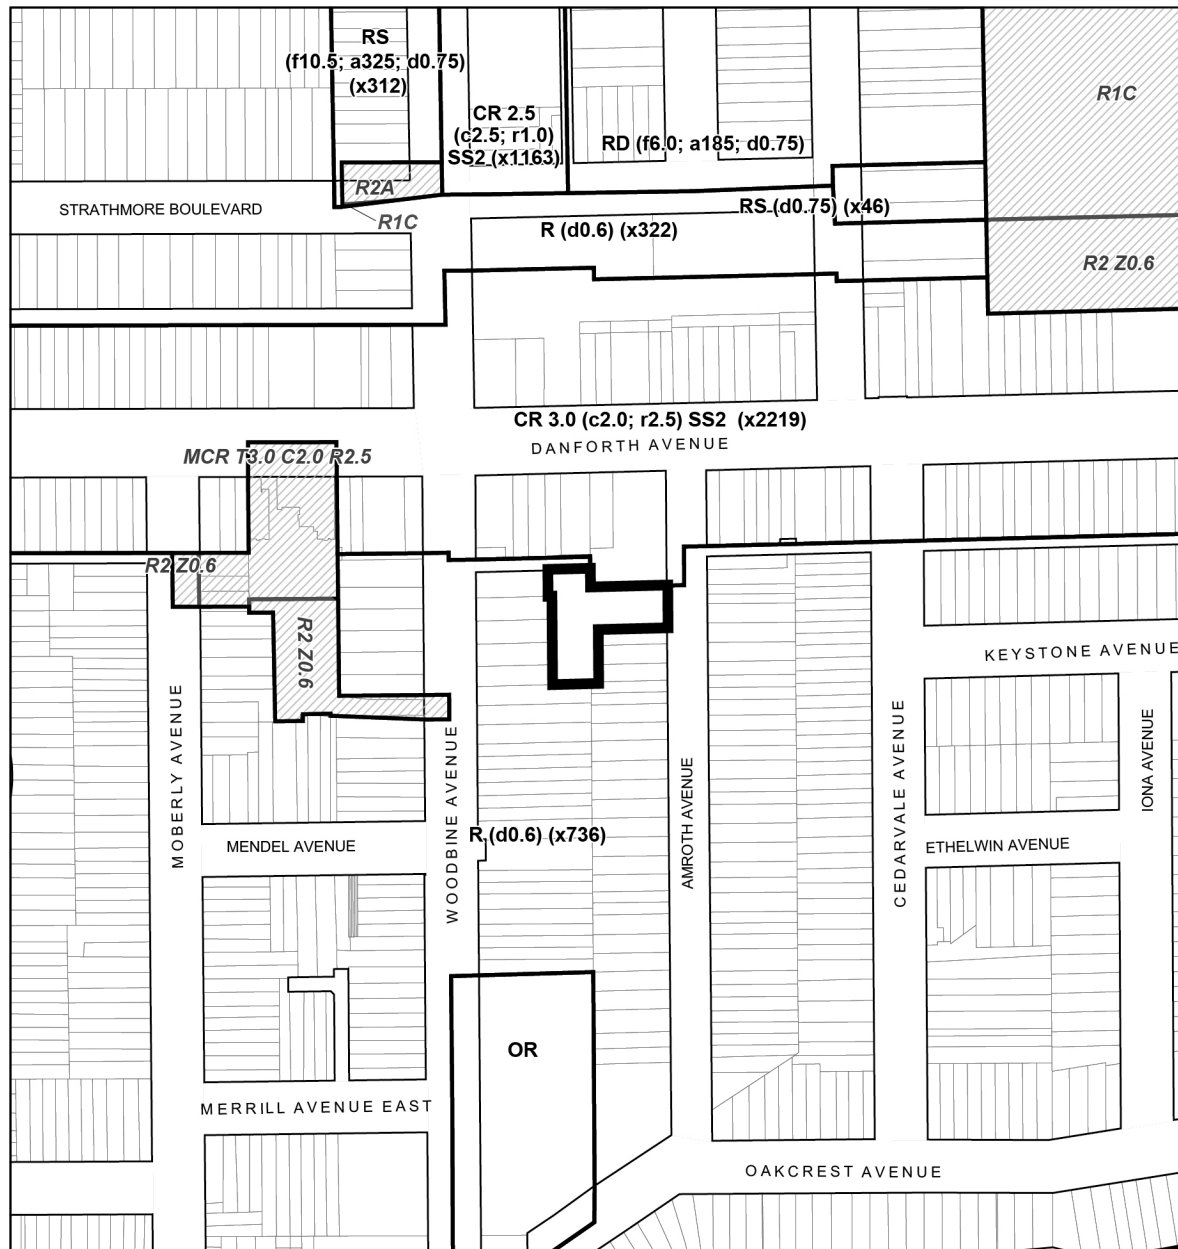 RS
(f10.5; a325; d0.75)
(x312)
R1C
CR 2.5
(c2.5; r1.0)
SS2 (x1163)
RD (f6.0; a185; d0.75)
R2A
STRATHMORE BOULEVARD
R1C
RS (d0.75) (x46)
R (d0.6) (x322)
R2 Z0.6
CR 3.0 (c2.0; r2.5) SS2 (x2219)
DANFORTH AVENUE
MCR T3.0 C2.0 R2.5
R2 Z0.6
R2 Z0.6
KEYSTONE AVENUE
MOBERLY AVENUE
WOODBINE AVENUE
AMROTH AVENUE
CEDARVALE AVENUE
IONA AVENUE
R (d0.6) (x736)
MENDEL AVENUE
ETHELWIN AVENUE
OR
MERRILL AVENUE EAST
OAKCREST AVENUE